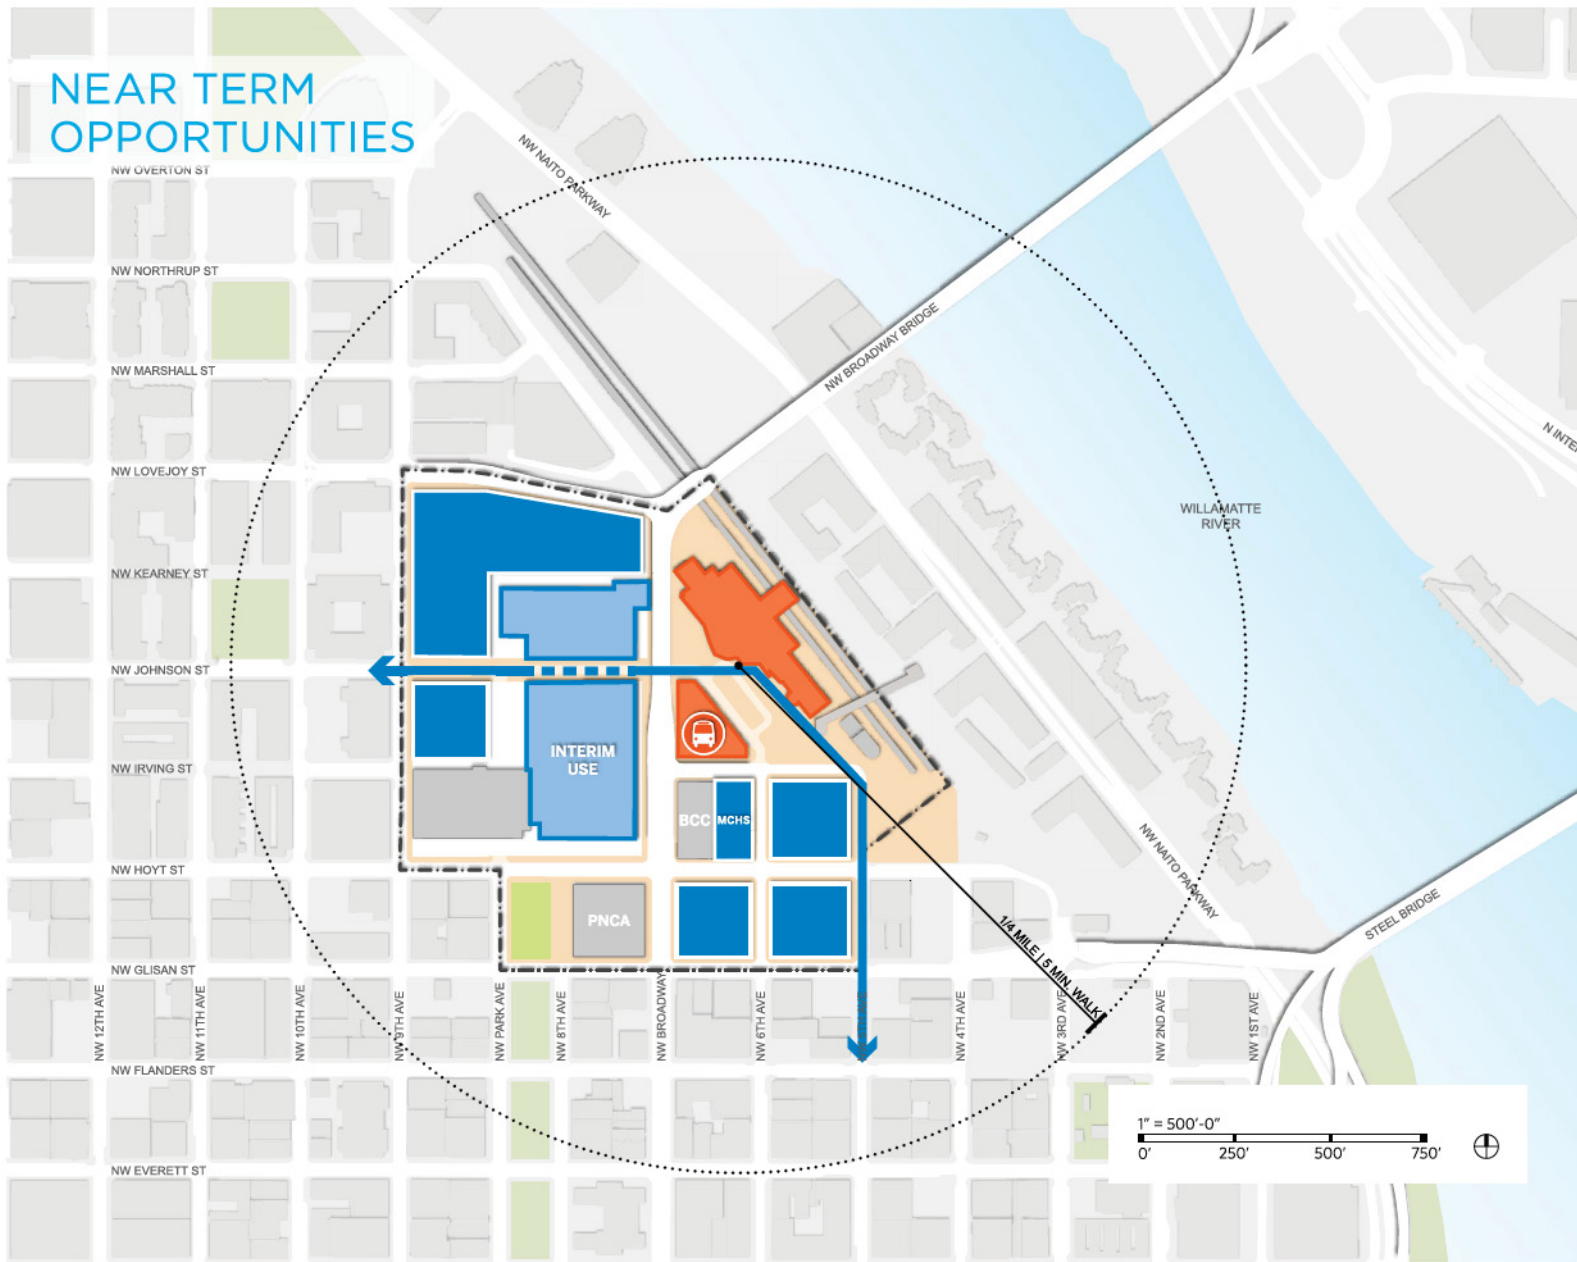 NEAR TERM
OPPORTUNITIES
NW OVERTON ST
NW NAITO PARKWAY
NW NORTHRUP ST
NW BROADWAY BRIDGE
NW MARSHALL ST
N INTE
NW LOVEJOY ST
WILLAMATTE
RIVER
NW KEARNEY ST
NW JOHNSON ST
INTERIM
USE
NW IRVING ST
BCC
MCHS
NW HOYT ST
NW NAITO PARKWAY
PNCA
STEEL BRIDGE
1/4 MILE | 5 MIN. WALK
NW GLISAN ST
NW 12TH AVE
NW 11TH AVE
NW 10TH AVE
NW 9TH AVE
NW PARK AVE
NW 8TH AVE
NW BROADWAY
NW 6TH AVE
NW 4TH AVE
NW 3RD AVE
NW 2ND AVE
NW 1ST AVE
NW FLANDERS ST
1" = 500'-0"
0'
250'
500'
750'
NW EVERETT ST